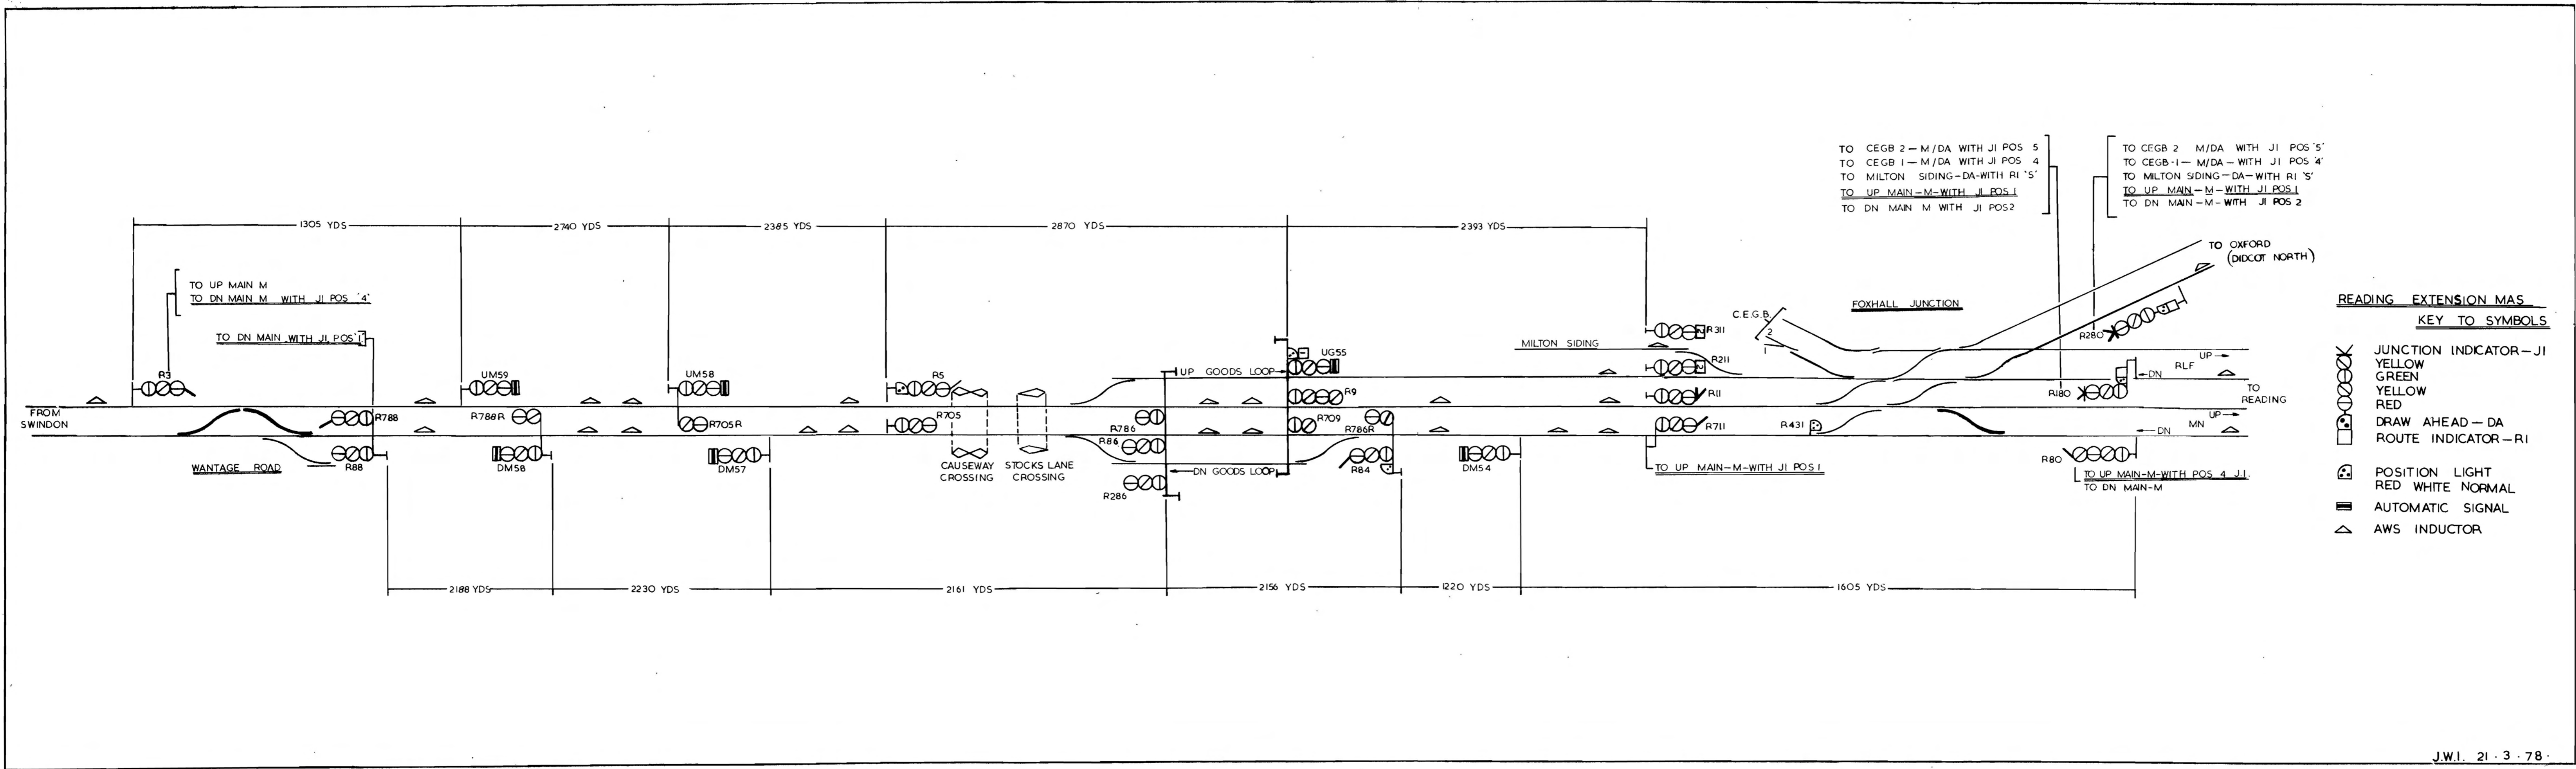 TO CEGB 2 — M/DA WITH JI POS 5
TO CEGB 1 — M/DA WITH JI POS 4
TO MILTON SIDING—DA—WITH RI 'S'
TO UP MAIN—M—WITH JI POS 1
TO DN MAIN M WITH JI POS2
TO CEGB 2 M/DA WITH JI POS '5'
TO CEGB-1— M/DA — WITH JI POS '4'
TO MILTON SIDING—DA—WITH RI 'S'
TO UP MAIN—M—WITH JI POS 1
TO DN MAIN—M—WITH JI POS 2
1305 YDS
2740 YDS
2385 YDS
2870 YDS
2393 YDS
TO OXFORD
(DIDCOT NORTH)
TO UP MAIN M
TO DN MAIN M WITH JI POS '4'
TO DN MAIN WITH JI POS '1'
FOXHALL JUNCTION
C.E.G.B.
2
1
MILTON SIDING
R311
R280
R3
UM59
UM58
R5
UP GOODS LOOP
UG55
R211
2
2
UP
RLF
DN
R9
R11
R180
TO
READING
FROM
SWINDON
R788
R788R
R705R
R705
R786
R709
R786R
R711
R431
UP
MN
DN
WANTAGE ROAD
R88
DM58
DM57
CAUSEWAY
CROSSING
STOCKS LANE
CROSSING
R86
DN GOODS LOOP
R286
R84
DM54
TO UP MAIN—M—WITH JI POS 1
R80
TO UP MAIN—M—WITH POS 4 J.I.
TO DN MAIN—M
2188 YDS
2230 YDS
2161 YDS
2156 YDS
1220 YDS
1605 YDS
READING EXTENSION MAS
KEY TO SYMBOLS
JUNCTION INDICATOR—JI
YELLOW
GREEN
YELLOW
RED
DRAW AHEAD—DA
ROUTE INDICATOR—RI
POSITION LIGHT
RED WHITE NORMAL
AUTOMATIC SIGNAL
AWS INDUCTOR
J.W.I. 21·3·78·